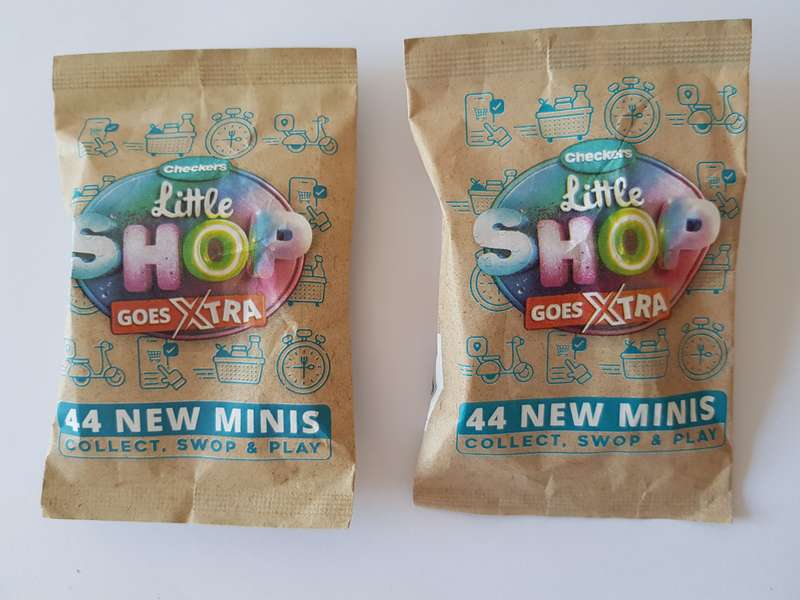 Checkers
Little
SHOP
GOES XTRA
44 NEW MINIS
COLLECT, SWOP & PLAY
Checkers
Little
SHOP
GOES XTRA
44 NEW MINIS
COLLECT, SWOP & PLAY